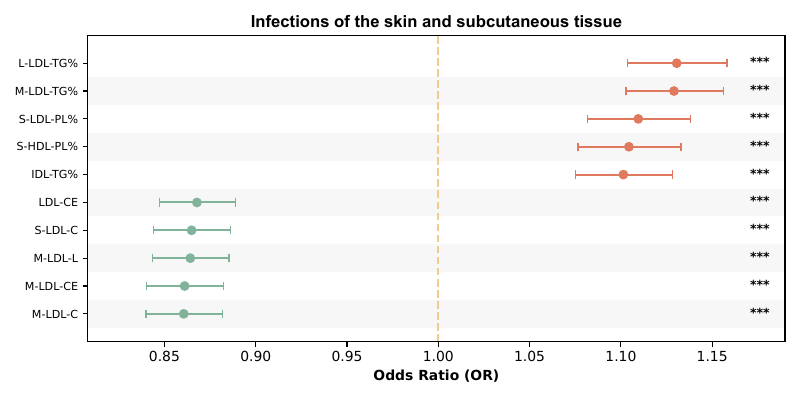 Infections of the skin and subcutaneous tissue
L-LDL-TG% ***
M-LDL-TG% ***
S-LDL-PL% ***
S-HDL-PL% ***
IDL-TG% ***
LDL-CE ***
S-LDL-C ***
M-LDL-L ***
M-LDL-CE ***
M-LDL-C ***
0.85 0.90 0.95 1.00 1.05 1.10 1.15
Odds Ratio (OR)